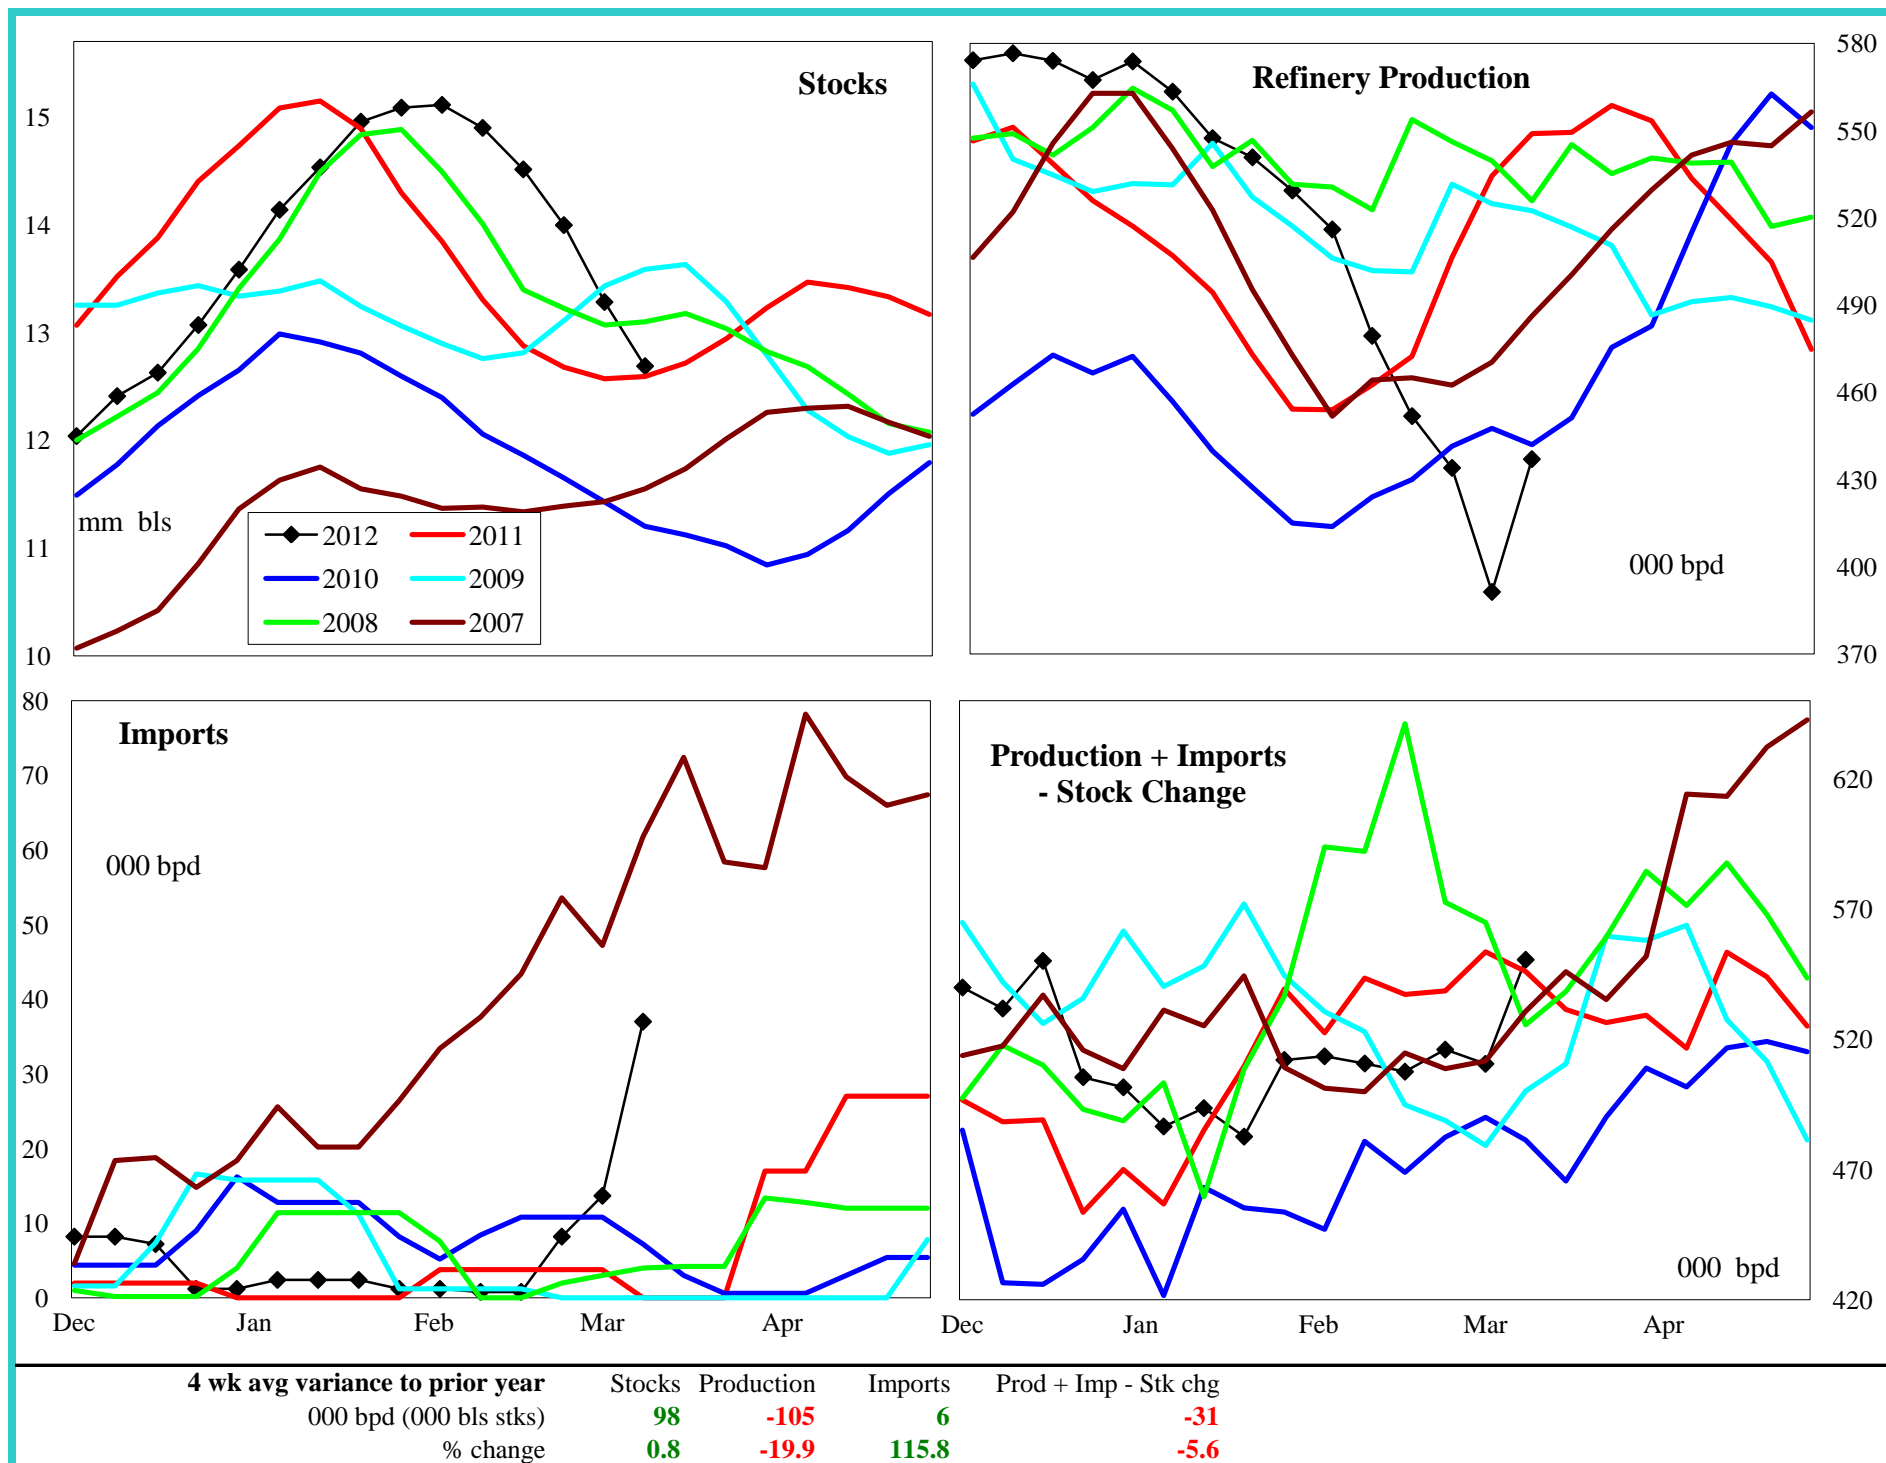 Stocks
15
14
13
12
11
10
mm bls
2012 2011
2010 2009
2008 2007
Refinery Production
580
550
520
490
460
430
400
370
000 bpd
Imports
80
70
60
50
40
30
20
10
0
000 bpd
Dec Jan Feb Mar Apr
Production + Imports
- Stock Change
620
570
520
470
420
000 bpd
Dec Jan Feb Mar Apr
4 wk avg variance to prior year Stocks Production Imports Prod + Imp - Stk chg
000 bpd (000 bls stks) 98 -105 6 -31
% change 0.8 -19.9 115.8 -5.6